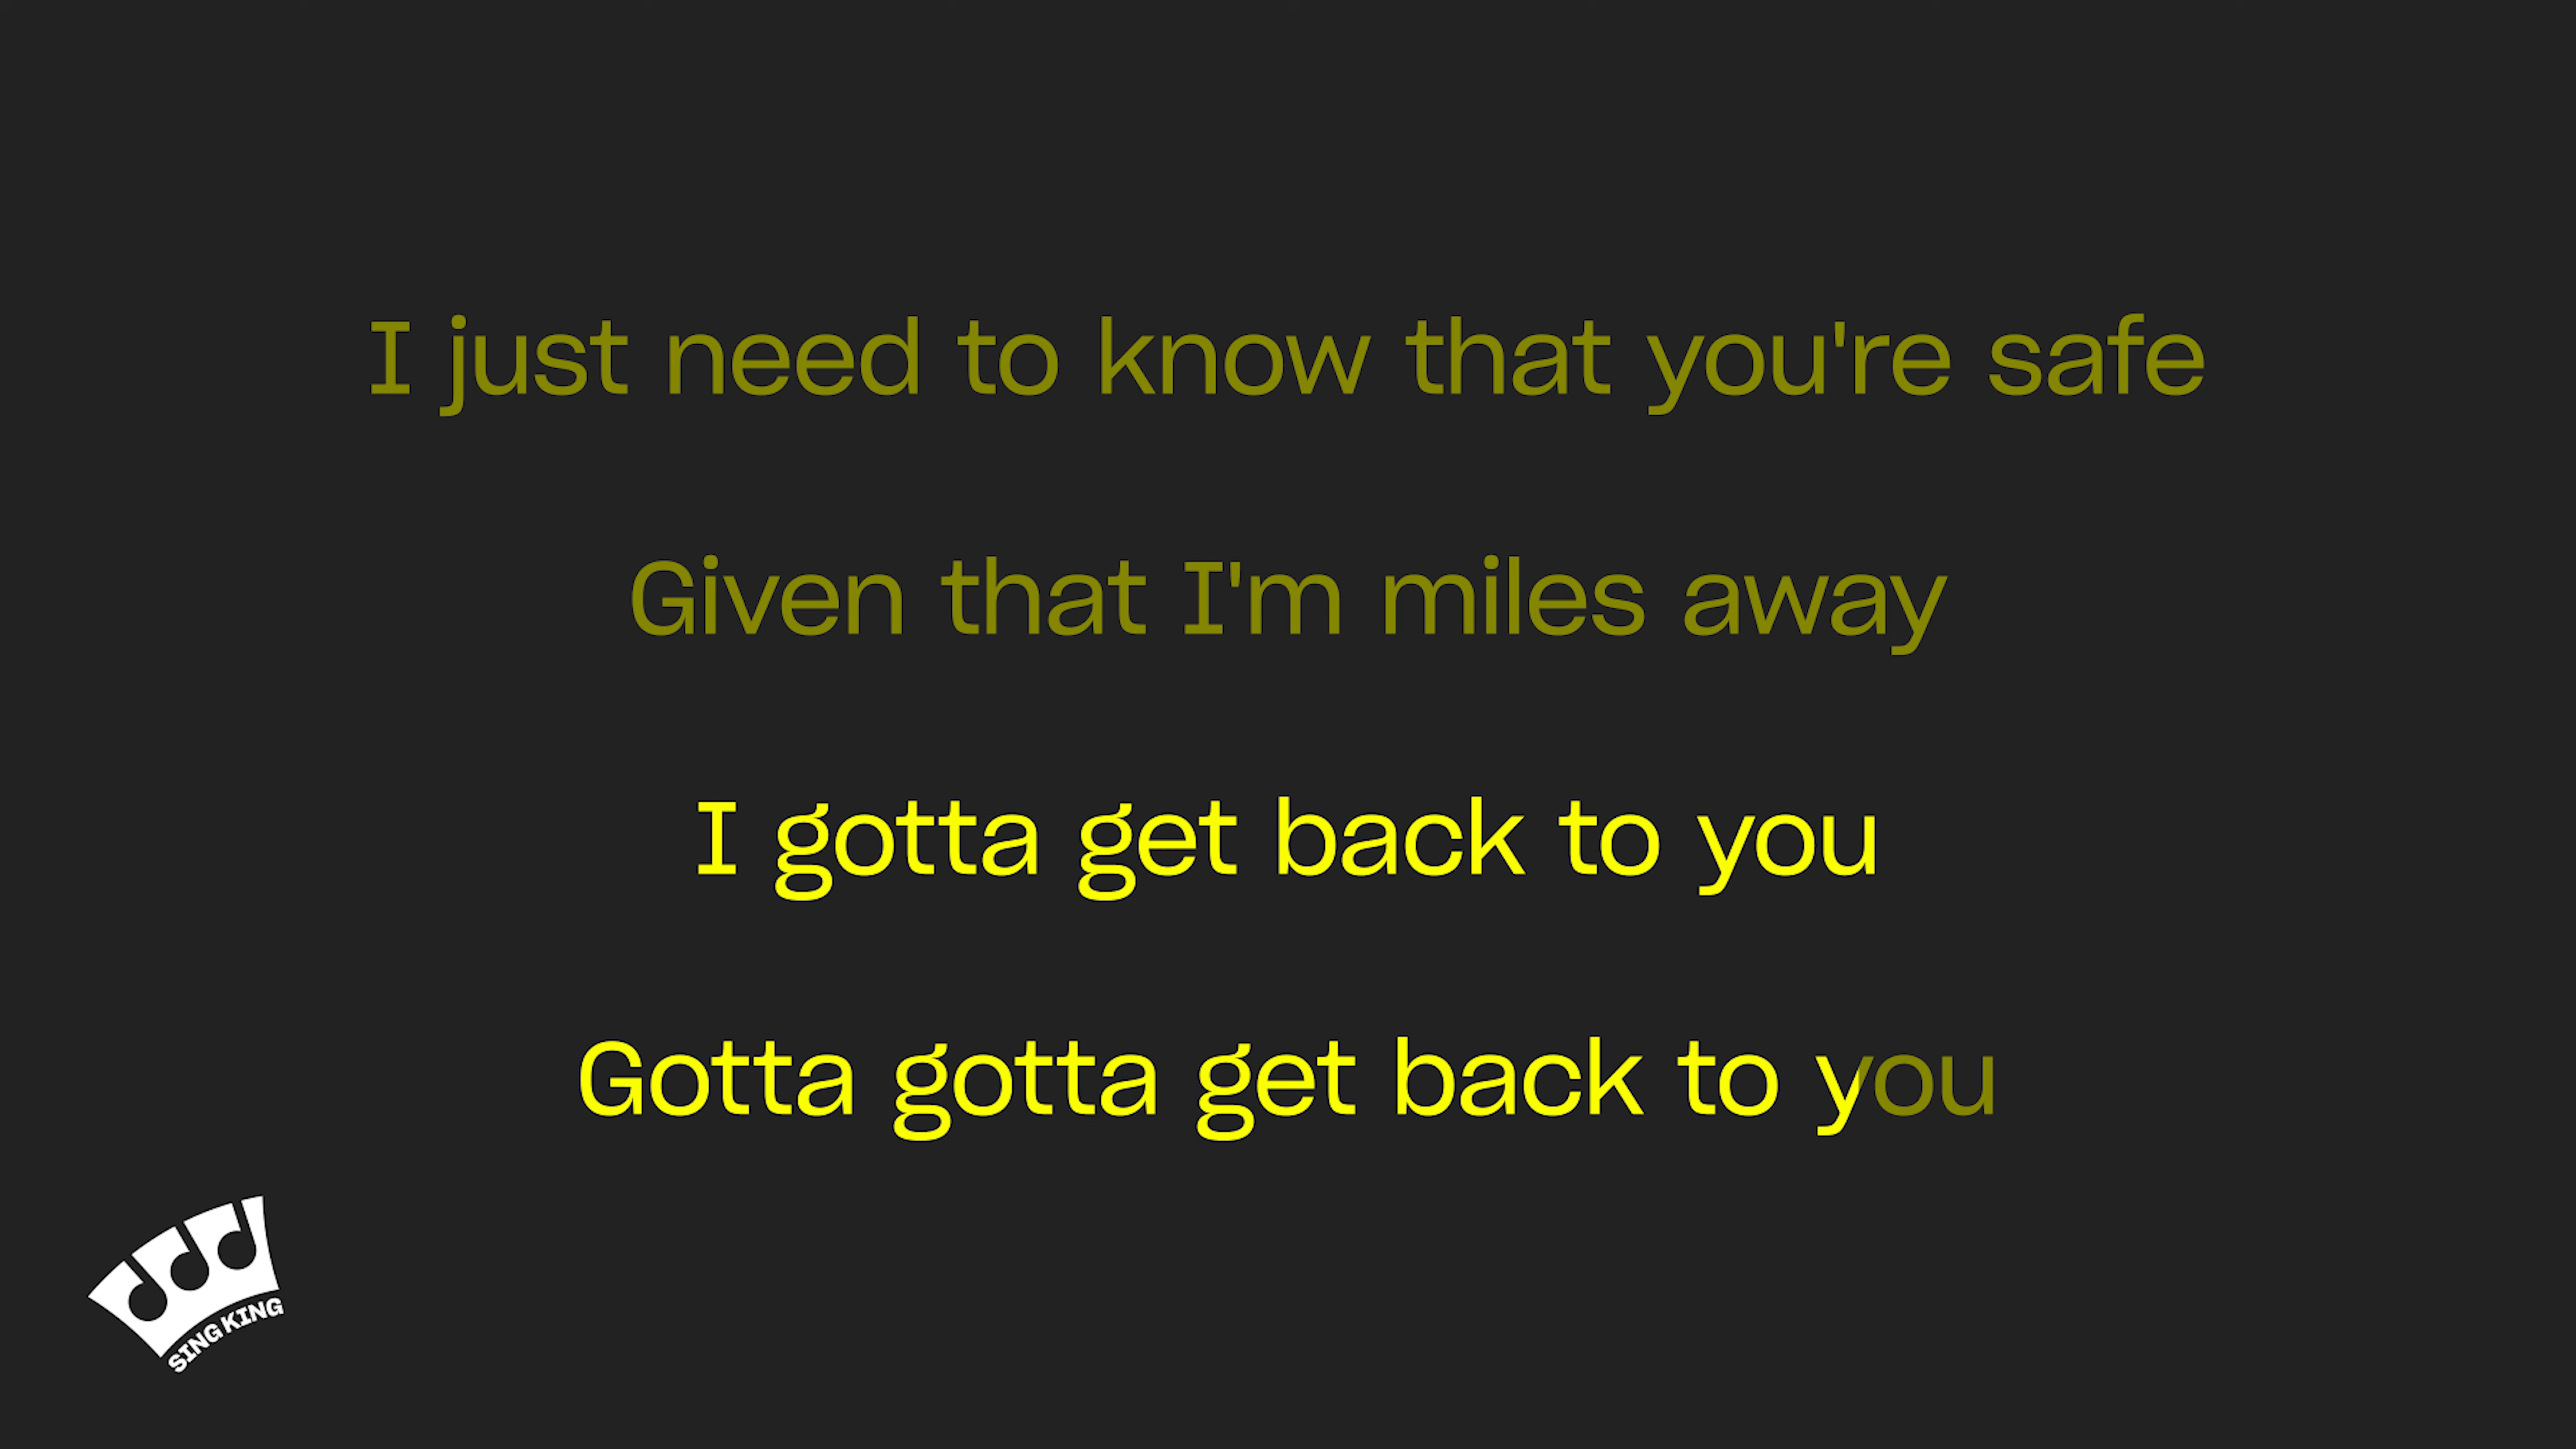 I just need to know that you're safe
Given that I'm miles away
I gotta get back to you
Gotta gotta get back to you
SING KING